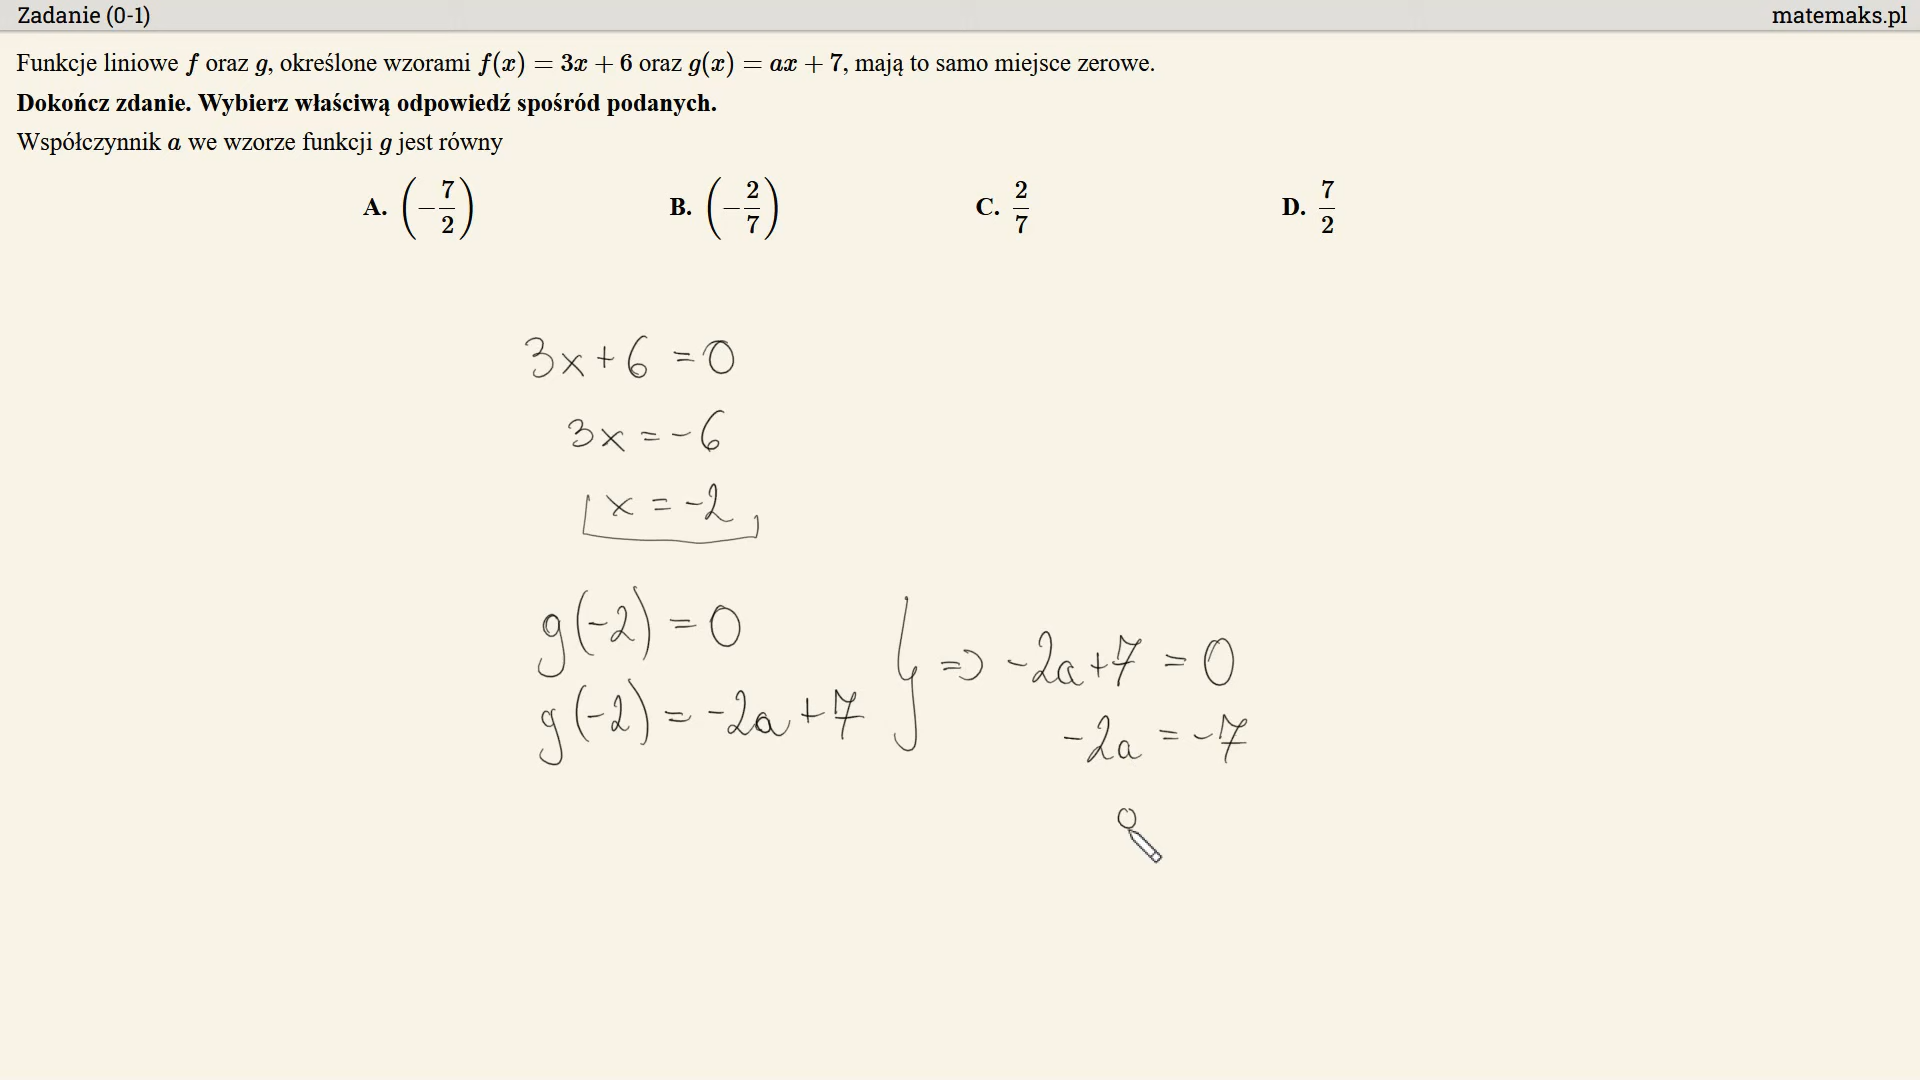 Zadanie (0-1) matemaks.pl
Funkcje liniowe f oraz g, określone wzorami f(x) = 3x + 6 oraz g(x) = ax + 7, mają to samo miejsce zerowe.
Dokończ zdanie. Wybierz właściwą odpowiedź spośród podanych.
Współczynnik a we wzorze funkcji g jest równy
A. (-7/2) B. (-2/7) C. 2/7 D. 7/2
3x+6 = 0
3x = -6
x = -2
g(-2) = 0
g(-2) = -2a+7 } => -2a+7 = 0
-2a = -7